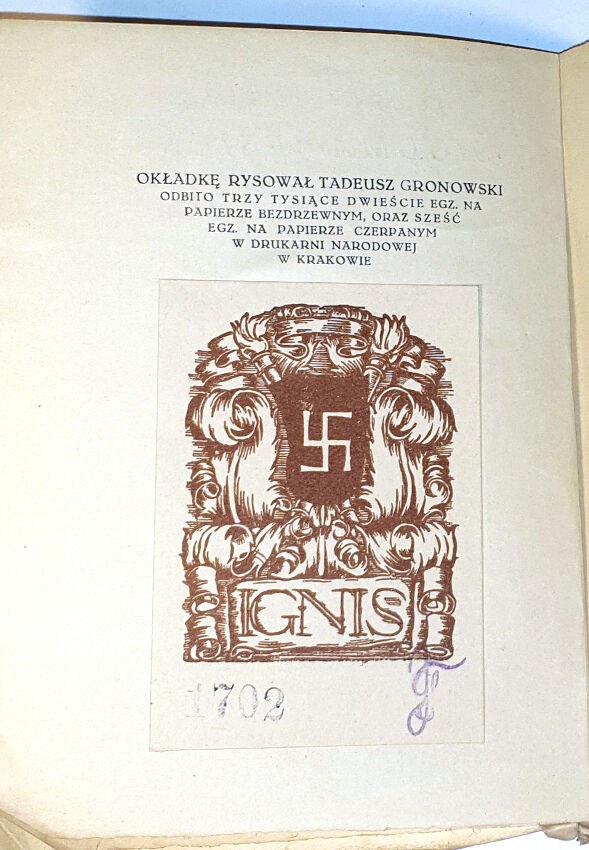 OKŁADKĘ RYSOWAŁ TADEUSZ GRONOWSKI
ODBITO TRZY TYSIĄCE DWIEŚCIE EGZ. NA
PAPIERZE BEZDRZEWNYM, ORAZ SZEŚĆ
EGZ. NA PAPIERZE CZERPANYM
W DRUKARNI NARODOWEJ
W KRAKOWIE
IGNIS
1702